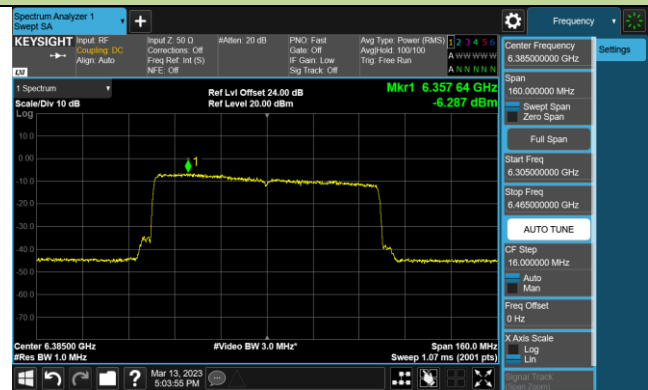 Spectrum Analyzer 1
Swept SA
+
Frequency
KEYSIGHT
Input: RF
Coupling: DC
Align: Auto
Input Z: 50 Ω
Corrections: Off
Freq Ref: Int (S)
NFE: Off
#Atten: 20 dB
PNO: Fast
Gate: Off
IF Gain: Low
Sig Track: Off
Avg Type: Power (RMS)
Avg|Hold: 100/100
Trig: Free Run
1 2 3 4 5 6
A W W W W W
A N N N N N
LXI
1 Spectrum
Scale/Div 10 dB
Log
Ref Lvl Offset 24.00 dB
Ref Level 20.00 dBm
Mkr1 6.357 64 GHz
-6.287 dBm
10.0
0.00
-10.0
-20.0
-30.0
-40.0
-50.0
-60.0
-70.0
1
Center 6.38500 GHz
#Res BW 1.0 MHz
#Video BW 3.0 MHz*
Span 160.0 MHz
Sweep 1.07 ms (2001 pts)
Mar 13, 2023
5:03:55 PM
?
Center Frequency
6.385000000 GHz
Settings
Span
160.000000 MHz
Swept Span
Zero Span
Full Span
Start Freq
6.305000000 GHz
Stop Freq
6.465000000 GHz
AUTO TUNE
CF Step
16.000000 MHz
Auto
Man
Freq Offset
0 Hz
X Axis Scale
Log
Lin
Signal Track
(Span Zoom)